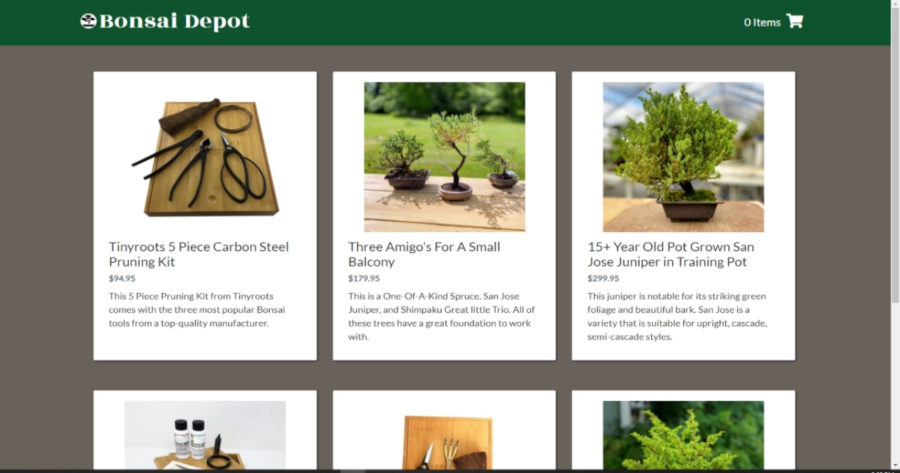 Bonsai Depot
0 Items
Tinyroots 5 Piece Carbon Steel
Pruning Kit
$94.95
This 5 Piece Pruning Kit from Tinyroots
comes with the three most popular Bonsai
tools from a top-quality manufacturer.
Three Amigo's For A Small
Balcony
$179.95
This is a One-Of-A-Kind Spruce, San Jose
Juniper, and Shimpaku Great little Trio. All of
these trees have a great foundation to work
with.
15+ Year Old Pot Grown San
Jose Juniper in Training Pot
$299.95
This juniper is notable for its striking green
foliage and beautiful bark. San Jose is a
variety that is suitable for upright, cascade,
semi-cascade styles.